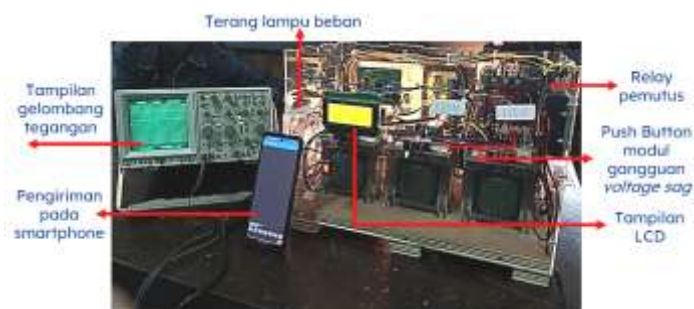 Terang lampu beban
Tampilan
gelombang
tegangan
Pengiriman
pada
smartphone
Relay
pemutus
Push Button
modul
gangguan
voltage sag
Tampilan
LCD